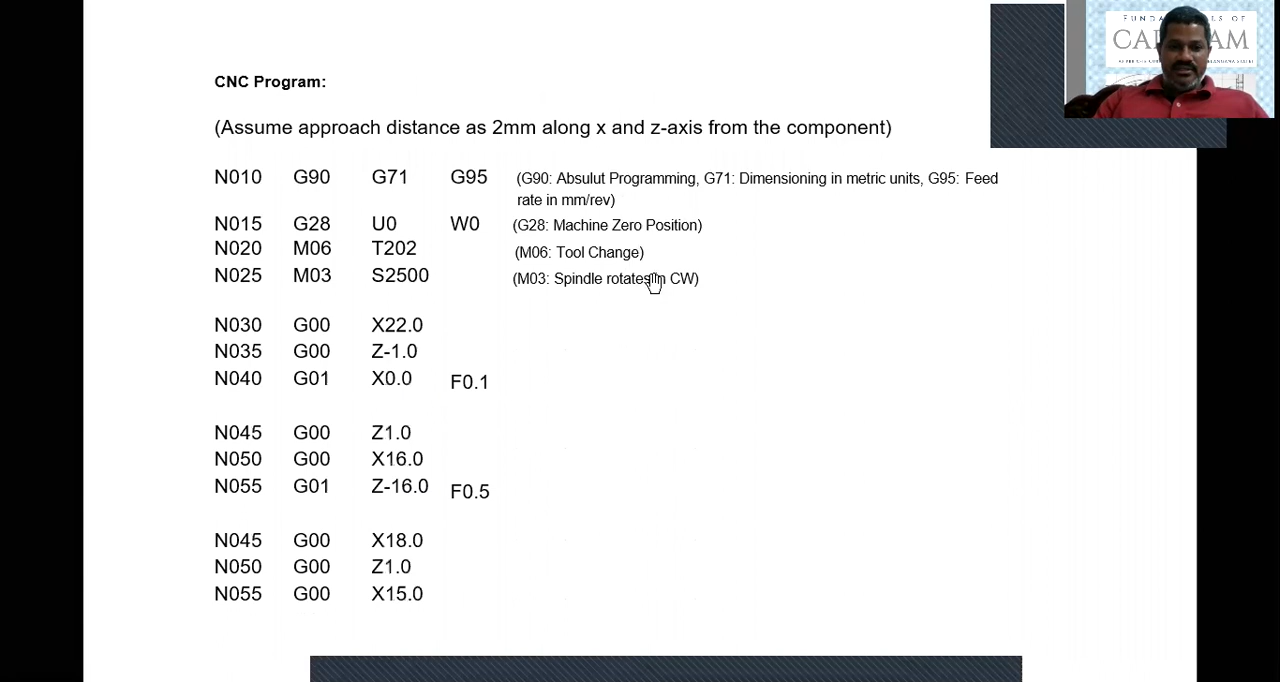 FUNDAMENTALS OF
CAD CAM
CNC Program:
(Assume approach distance as 2mm along x and z-axis from the component)
N010 G90 G71 G95 (G90: Absulut Programming, G71: Dimensioning in metric units, G95: Feed
rate in mm/rev)
N015 G28 U0 W0 (G28: Machine Zero Position)
N020 M06 T202 (M06: Tool Change)
N025 M03 S2500 (M03: Spindle rotates in CW)
N030 G00 X22.0
N035 G00 Z-1.0
N040 G01 X0.0 F0.1
N045 G00 Z1.0
N050 G00 X16.0
N055 G01 Z-16.0 F0.5
N045 G00 X18.0
N050 G00 Z1.0
N055 G00 X15.0